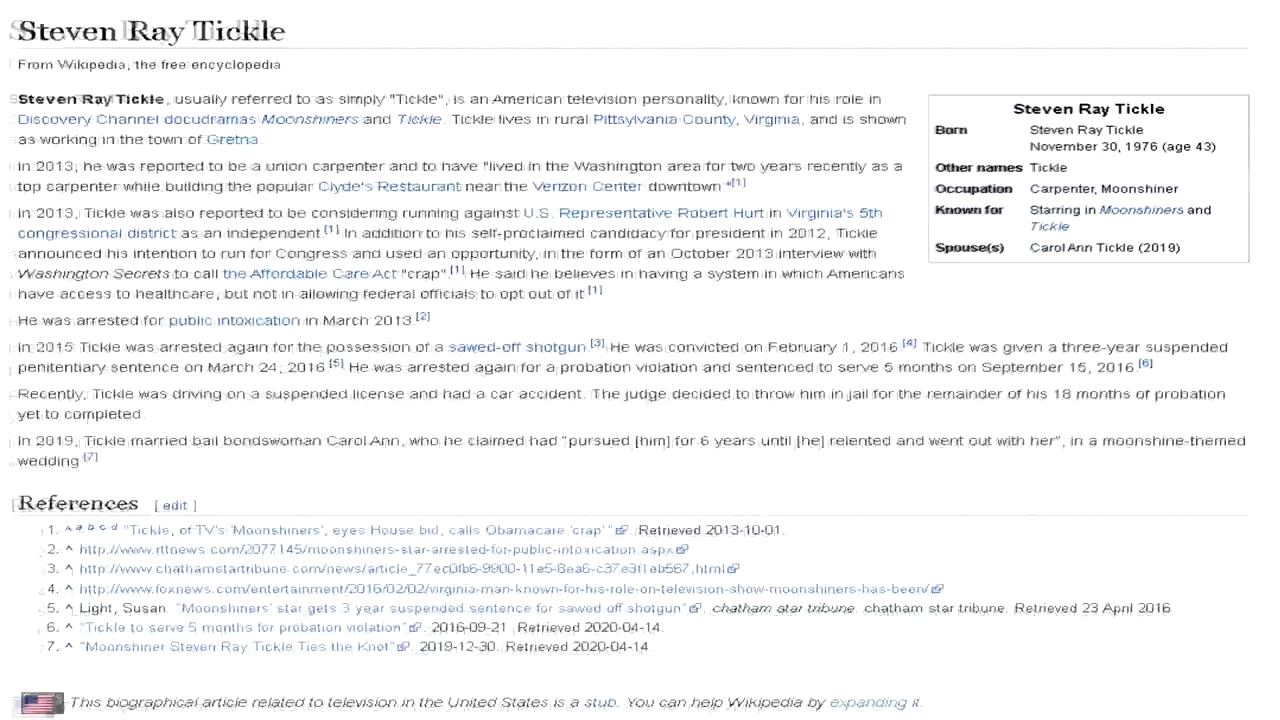 Steven Ray Tickle
From Wikipedia, the free encyclopedia
Steven Ray Tickle, usually referred to as simply "Tickle", is an American television personality, known for his role in
Discovery Channel docudramas Moonshiners and Tickle. Tickle lives in rural Pittsylvania County, Virginia, and is shown
as working in the town of Gretna.
In 2013, he was reported to be a union carpenter and to have "lived in the Washington area for two years recently as a
top carpenter while building the popular Clyde's Restaurant near the Verizon Center downtown."[1]
In 2013, Tickle was also reported to be considering running against U.S. Representative Robert Hurt in Virginia's 5th
congressional district as an independent.[1] In addition to his self-proclaimed candidacy for president in 2012, Tickle
announced his intention to run for Congress and used an opportunity, in the form of an October 2013 interview with
Washington Secrets to call the Affordable Care Act "crap".[1] He said he believes in having a system in which Americans
have access to healthcare, but not in allowing federal officials to opt out of it.[1]
He was arrested for public intoxication in March 2013.[2]
In 2015 Tickle was arrested again for the possession of a sawed-off shotgun.[3] He was convicted on February 1, 2016.[4] Tickle was given a three-year suspended
penitentiary sentence on March 24, 2016.[5] He was arrested again for a probation violation and sentenced to serve 5 months on September 15, 2016.[6]
Recently, Tickle was driving on a suspended license and had a car accident. The judge decided to throw him in jail for the remainder of his 18 months of probation
yet to completed.
In 2019, Tickle married bail bondswoman Carol Ann, who he claimed had "pursued [him] for 6 years until [he] relented and went out with her", in a moonshine-themed
wedding.[7]
Steven Ray Tickle
Born Steven Ray Tickle
November 30, 1976 (age 43)
Other names Tickle
Occupation Carpenter, Moonshiner
Known for Starring in Moonshiners and
Tickle
Spouse(s) Carol Ann Tickle (2019)
References [ edit ]
1. ^ a b c d "Tickle, of TV's 'Moonshiners', eyes House bid, calls Obamacare 'crap' ". Retrieved 2013-10-01.
2. ^ http://www.rttnews.com/2077145/moonshiners-star-arrested-for-public-intoxication.aspx
3. ^ http://www.chathamstartribune.com/news/article_77ec0fb6-9900-11e5-8ea6-c37e3f1eb567.html
4. ^ http://www.foxnews.com/entertainment/2016/02/02/virginia-man-known-for-his-role-on-television-show-moonshiners-has-been/
5. ^ Light, Susan. "Moonshiners' star gets 3 year suspended sentence for sawed off shotgun". chatham star tribune. chatham star tribune. Retrieved 23 April 2016.
6. ^ "Tickle to serve 5 months for probation violation". 2016-09-21. Retrieved 2020-04-14.
7. ^ "Moonshiner Steven Ray Tickle Ties the Knot". 2019-12-30. Retrieved 2020-04-14.
This biographical article related to television in the United States is a stub. You can help Wikipedia by expanding it.